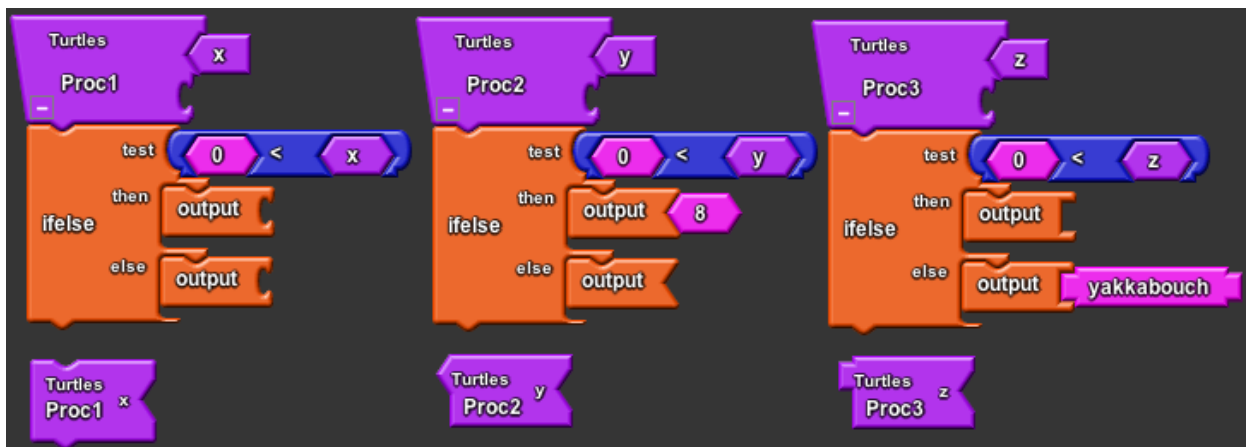 Turtles
x
Proc1
−
test
0 < x
then
output
ifelse
else
output
Turtles
Proc1 x
Turtles
y
Proc2
−
test
0 < y
then
output 8
ifelse
else
output
Turtles
Proc2 y
Turtles
z
Proc3
−
test
0 < z
then
output
ifelse
else
output yakkabouch
Turtles
Proc3 z